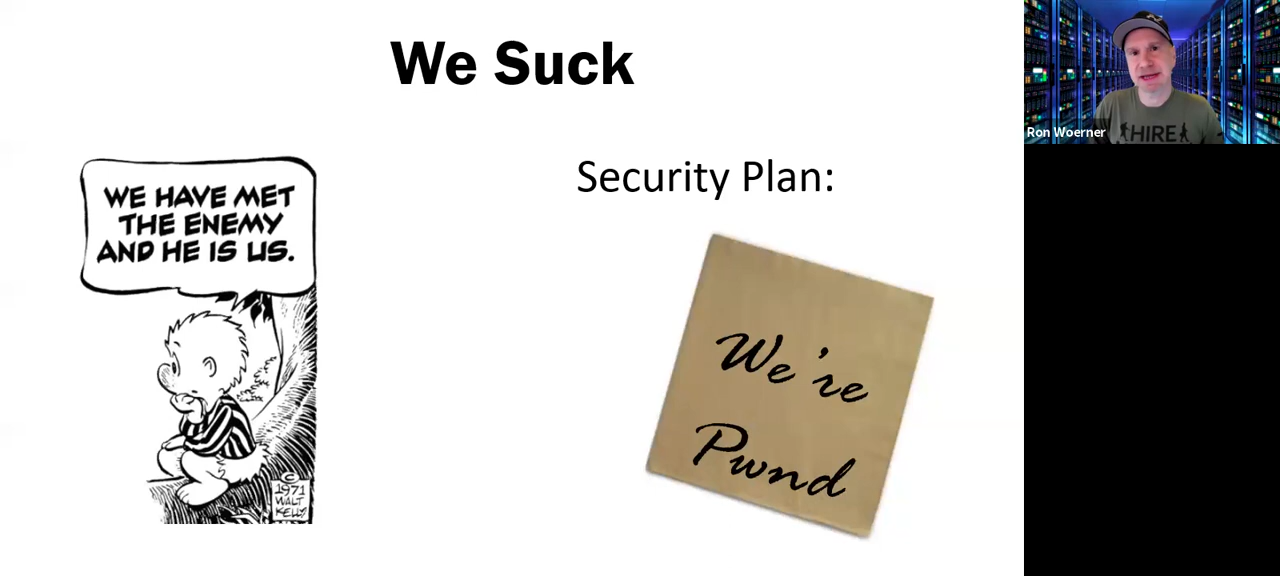 We Suck
WE HAVE MET
THE ENEMY
AND HE IS US.
©
1971
WALT
KELLY
Security Plan:
We're
Pwnd
Ron Woerner
HIRE